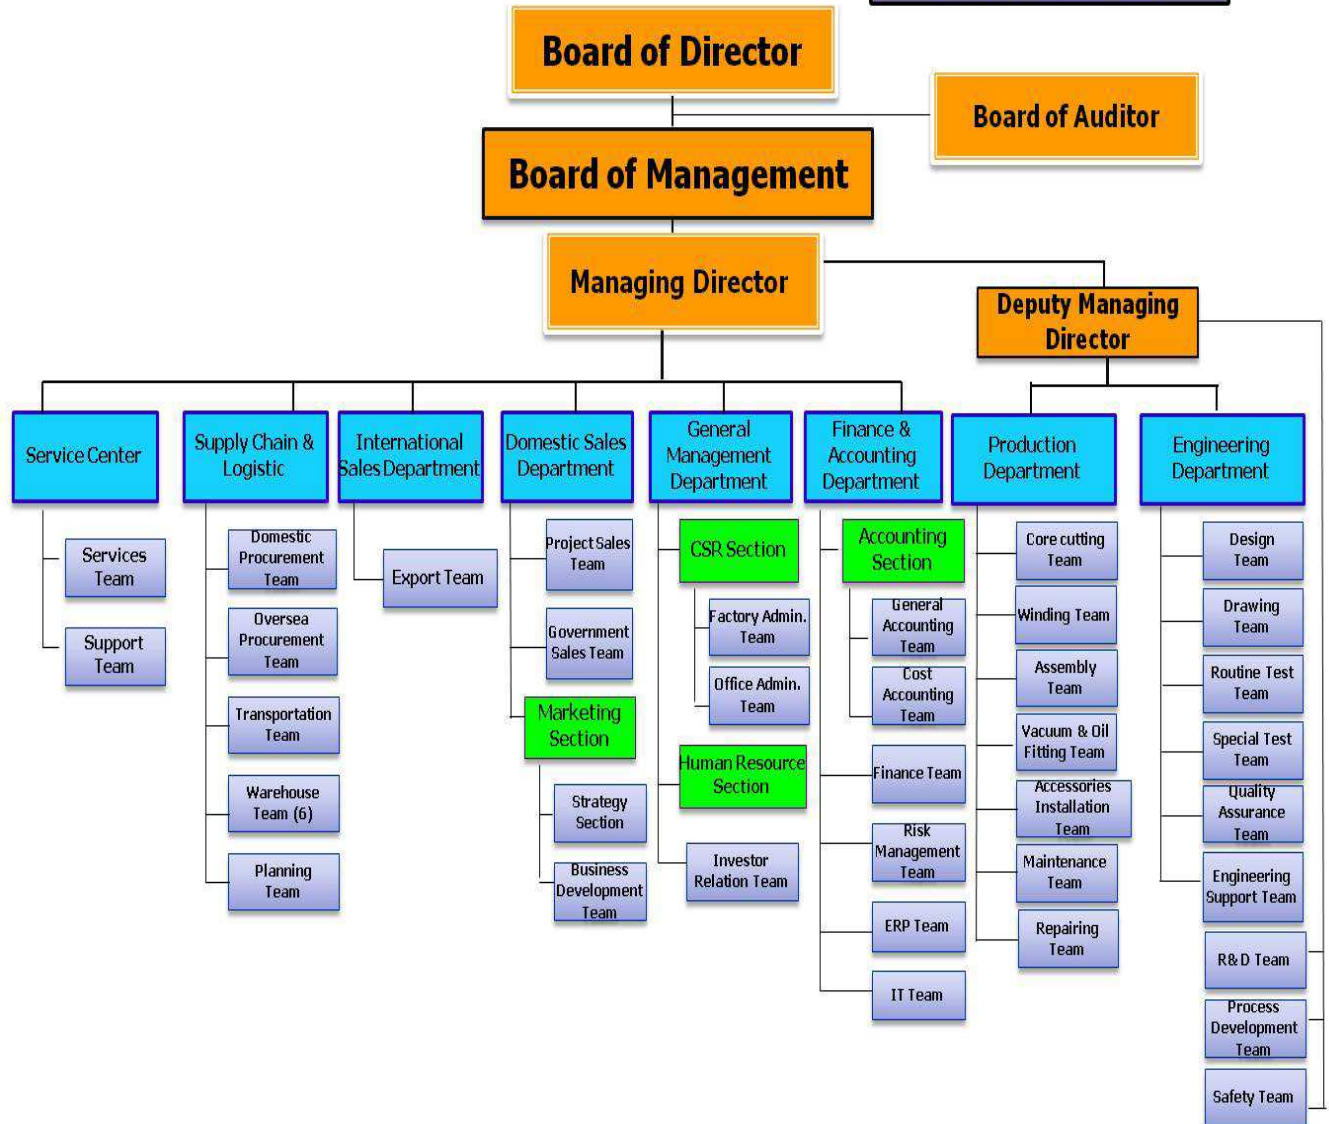 Board of Director
Board of Auditor
Board of Management
Managing Director
Deputy Managing
Director
Service Center
Supply Chain &
Logistic
International
Sales Department
Domestic Sales
Department
General
Management
Department
Finance &
Accounting
Department
Production
Department
Engineering
Department
Services
Team
Support
Team
Domestic
Procurement
Team
Oversea
Procurement
Team
Transportation
Team
Warehouse
Team (6)
Planning
Team
Export Team
Project Sales
Team
Government
Sales Team
Marketing
Section
Strategy
Section
Business
Development
Team
CSR Section
Factory Admin.
Team
Office Admin.
Team
Human Resource
Section
Investor
Relation Team
Accounting
Section
General
Accounting
Team
Cost
Accounting
Team
Finance Team
Risk
Management
Team
ERP Team
IT Team
Core cutting
Team
Winding Team
Assembly
Team
Vacuum & Oil
Fitting Team
Accessories
Installation
Team
Maintenance
Team
Repairing
Team
Design
Team
Drawing
Team
Routine Test
Team
Special Test
Team
Quality
Assurance
Team
Engineering
Support Team
R&D Team
Process
Development
Team
Safety Team